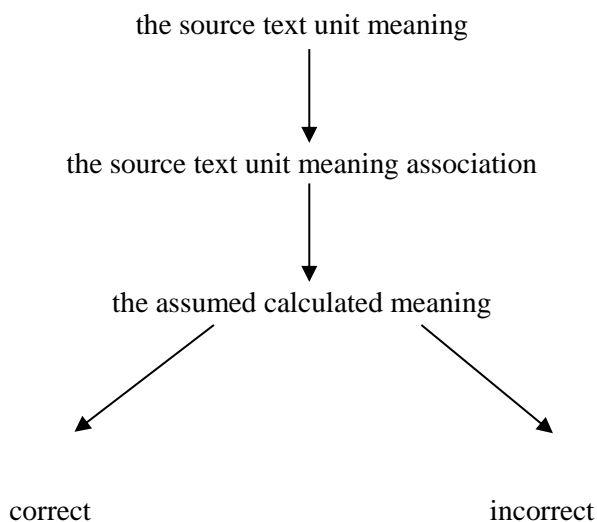 the source text unit meaning
the source text unit meaning association
the assumed calculated meaning
correct incorrect